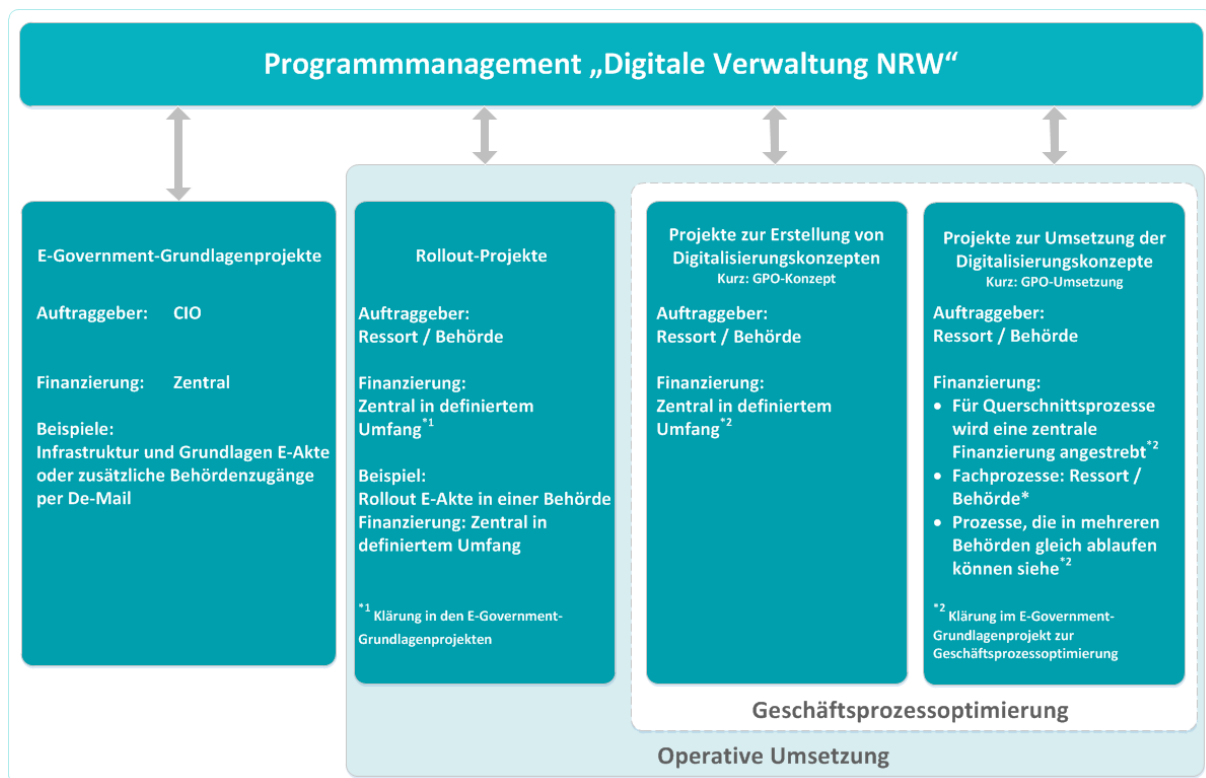 Programmmanagement „Digitale Verwaltung NRW“
E-Government-Grundlagenprojekte
Auftraggeber: CIO
Finanzierung: Zentral
Beispiele:
Infrastruktur und Grundlagen E-Akte
oder zusätzliche Behördenzugänge
per De-Mail
Rollout-Projekte
Auftraggeber:
Ressort / Behörde
Finanzierung:
Zentral in definiertem
Umfang*1
Beispiel:
Rollout E-Akte in einer Behörde
Finanzierung: Zentral in
definiertem Umfang
*1 Klärung in den E-Government-
Grundlagenprojekten
Projekte zur Erstellung von
Digitalisierungskonzepten
Kurz: GPO-Konzept
Auftraggeber:
Ressort / Behörde
Finanzierung:
Zentral in definiertem
Umfang*2
Projekte zur Umsetzung der
Digitalisierungskonzepte
Kurz: GPO-Umsetzung
Auftraggeber:
Ressort / Behörde
Finanzierung:
• Für Querschnittsprozesse
wird eine zentrale
Finanzierung angestrebt*2
• Fachprozesse: Ressort /
Behörde*
• Prozesse, die in mehreren
Behörden gleich ablaufen
können siehe*2
*2 Klärung im E-Government-
Grundlagenprojekt zur
Geschäftsprozessoptimierung
Geschäftsprozessoptimierung
Operative Umsetzung